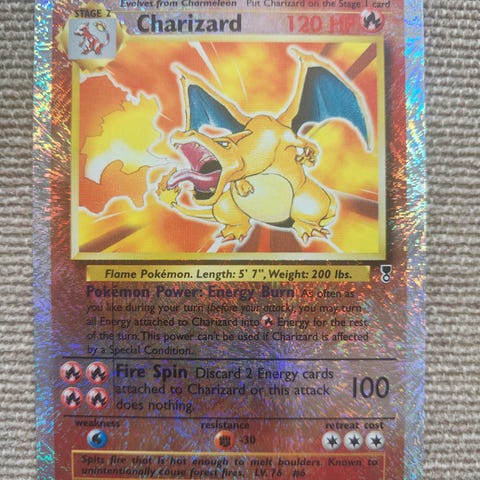 Evolves from Charmeleon Put Charizard on the Stage 1 card
STAGE 2
Charizard 120 HP
Flame Pokémon. Length: 5' 7", Weight: 200 lbs.
Pokémon Power: Energy Burn As often as
you like during your turn (before your attack), you may turn
all Energy attached to Charizard into Energy for the rest
of the turn. This power can't be used if Charizard is affected
by a Special Condition.
Fire Spin Discard 2 Energy cards
attached to Charizard or this attack
does nothing.
100
weakness resistance retreat cost
-30
Spits fire that is hot enough to melt boulders. Known to
unintentionally cause forest fires. LV. 76 #6